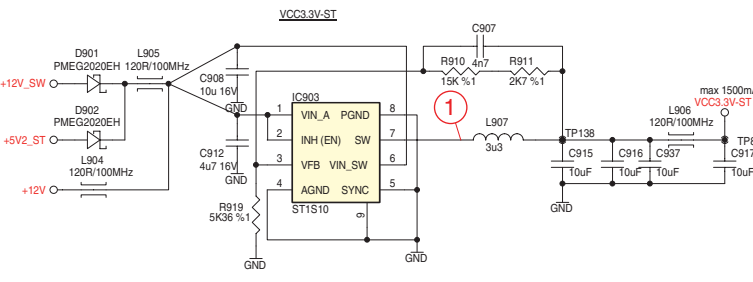 VCC3.3V-ST
C907
4n7
D901
PMEG2020EH
L905
120R/100MHz
R910
15K %1
R911
2K7 %1
+12V_SW
C908
10u 16V
GND
max 1500m
VCC3.3V-ST
IC903
1
1 VIN_A PGND 8
2 INH (EN) SW 7
3 VFB VIN_SW 6
4 AGND SYNC 5
9
ST1S10
D902
PMEG2020EH
+5V2_ST
L907
3u3
TP138
L906
120R/100MHz
C912
4u7 16V
GND
L904
120R/100MHz
+12V
C915
10uF
C916
10uF
C937
10uF
TP8
C917
10uF
R919
5K36 %1
GND
GND
GND